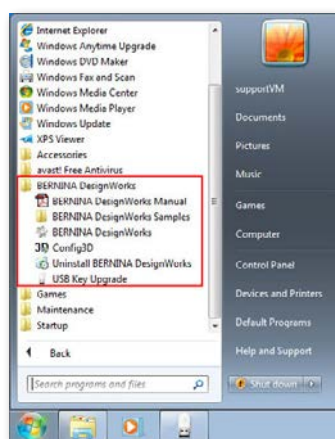 Internet Explorer
Windows Anytime Upgrade
Windows DVD Maker
Windows Fax and Scan
Windows Media Center
Windows Media Player
Windows Update
XPS Viewer
Accessories
avast! Free Antivirus
BERNINA DesignWorks
BERNINA DesignWorks Manual
BERNINA DesignWorks Samples
BERNINA DesignWorks
3D Config3D
Uninstall BERNINA DesignWorks
USB Key Upgrade
Games
Maintenance
Startup
Back
Search programs and files
supportVM
Documents
Pictures
Music
Games
Computer
Control Panel
Devices and Printers
Default Programs
Help and Support
Shut down